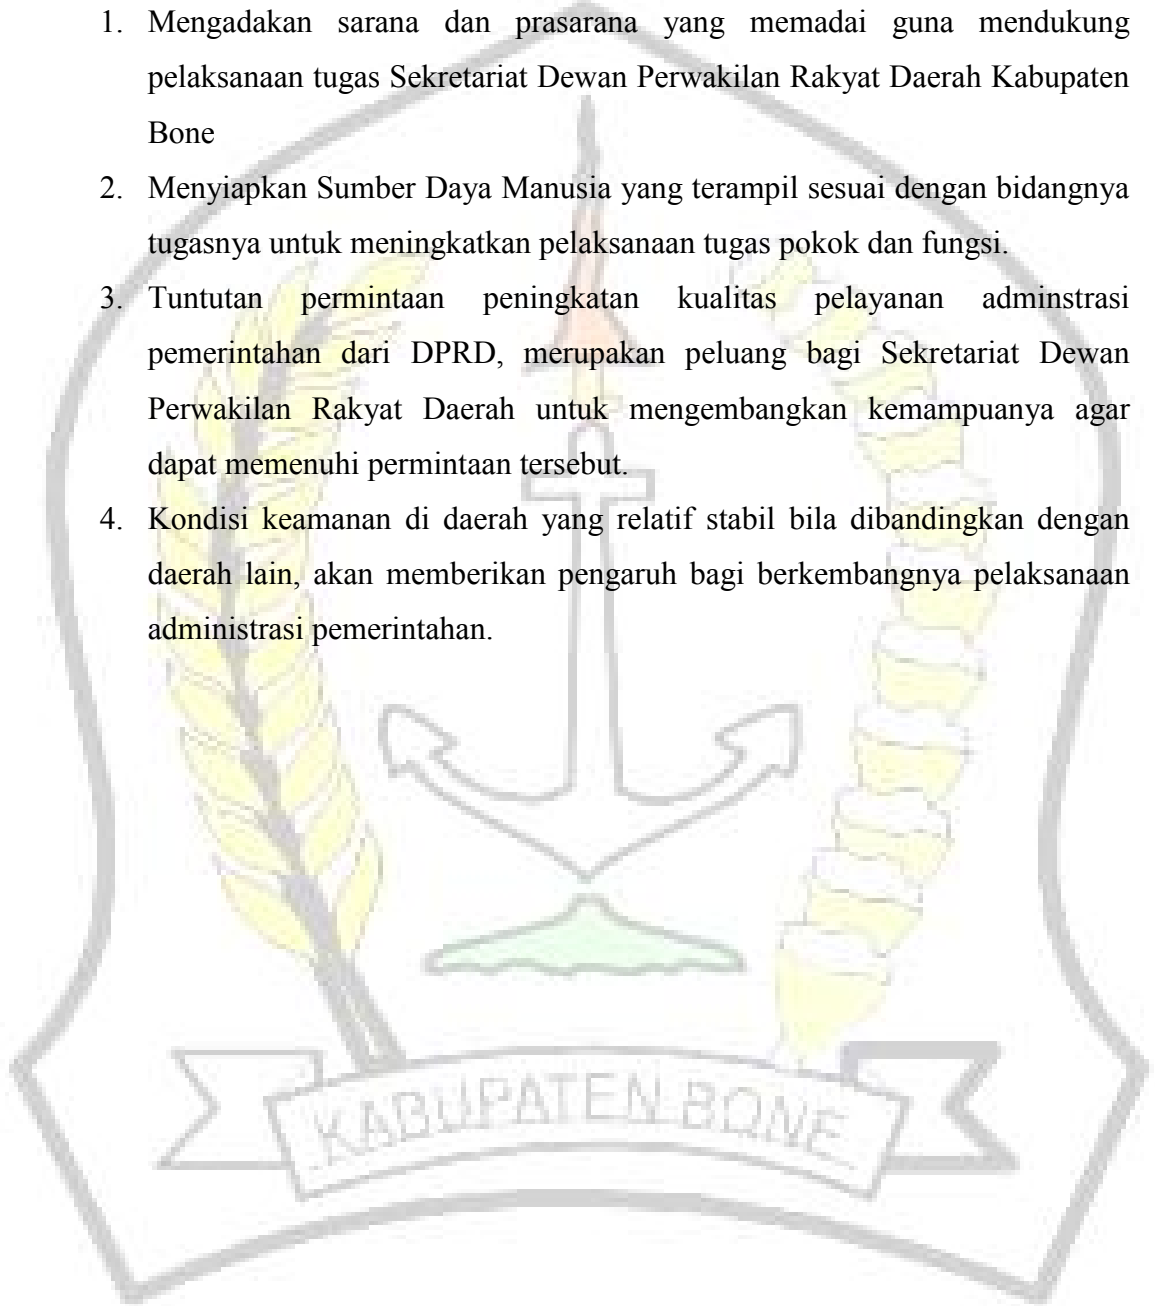 1. Mengadakan sarana dan prasarana yang memadai guna mendukung
pelaksanaan tugas Sekretariat Dewan Perwakilan Rakyat Daerah Kabupaten
Bone
2. Menyiapkan Sumber Daya Manusia yang terampil sesuai dengan bidangnya
tugasnya untuk meningkatkan pelaksanaan tugas pokok dan fungsi.
3. Tuntutan permintaan peningkatan kualitas pelayanan adminstrasi
pemerintahan dari DPRD, merupakan peluang bagi Sekretariat Dewan
Perwakilan Rakyat Daerah untuk mengembangkan kemampuanya agar
dapat memenuhi permintaan tersebut.
4. Kondisi keamanan di daerah yang relatif stabil bila dibandingkan dengan
daerah lain, akan memberikan pengaruh bagi berkembangnya pelaksanaan
administrasi pemerintahan.
KABUPATEN BONE